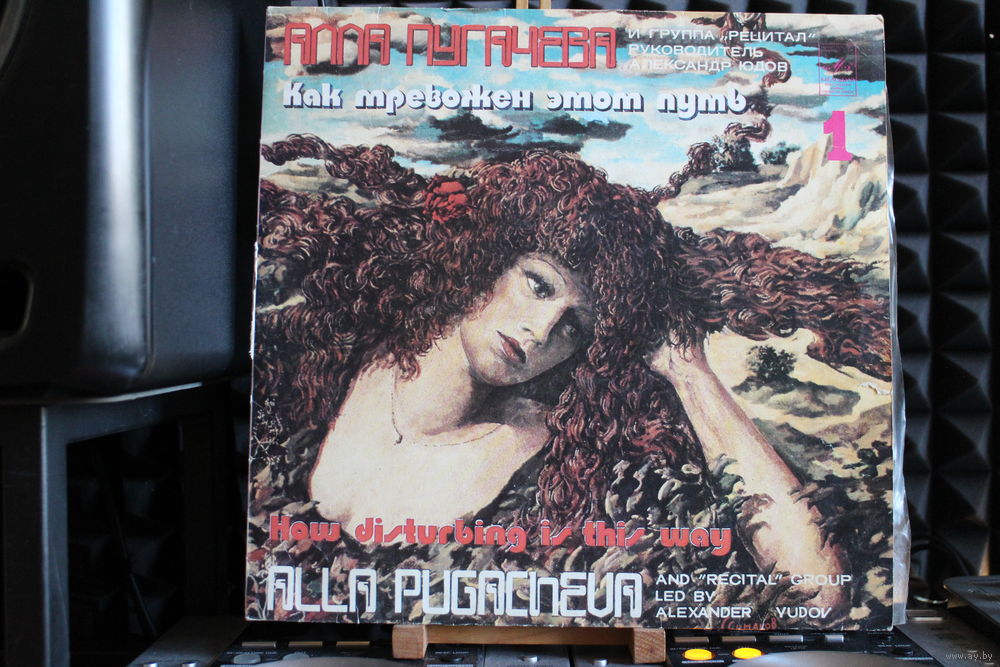 АЛЛА ПУГАЧЕВА
И ГРУППА „РЕЦИТАЛ"
РУКОВОДИТЕЛЬ
АЛЕКСАНДР ЮДОВ
Как тревожен этот путь
1
How disturbing is this way
ALLA PUGACHEVA
AND "RECITAL" GROUP
LED BY
ALEXANDER YUDOV
СИМАКОВ
www.ay.by